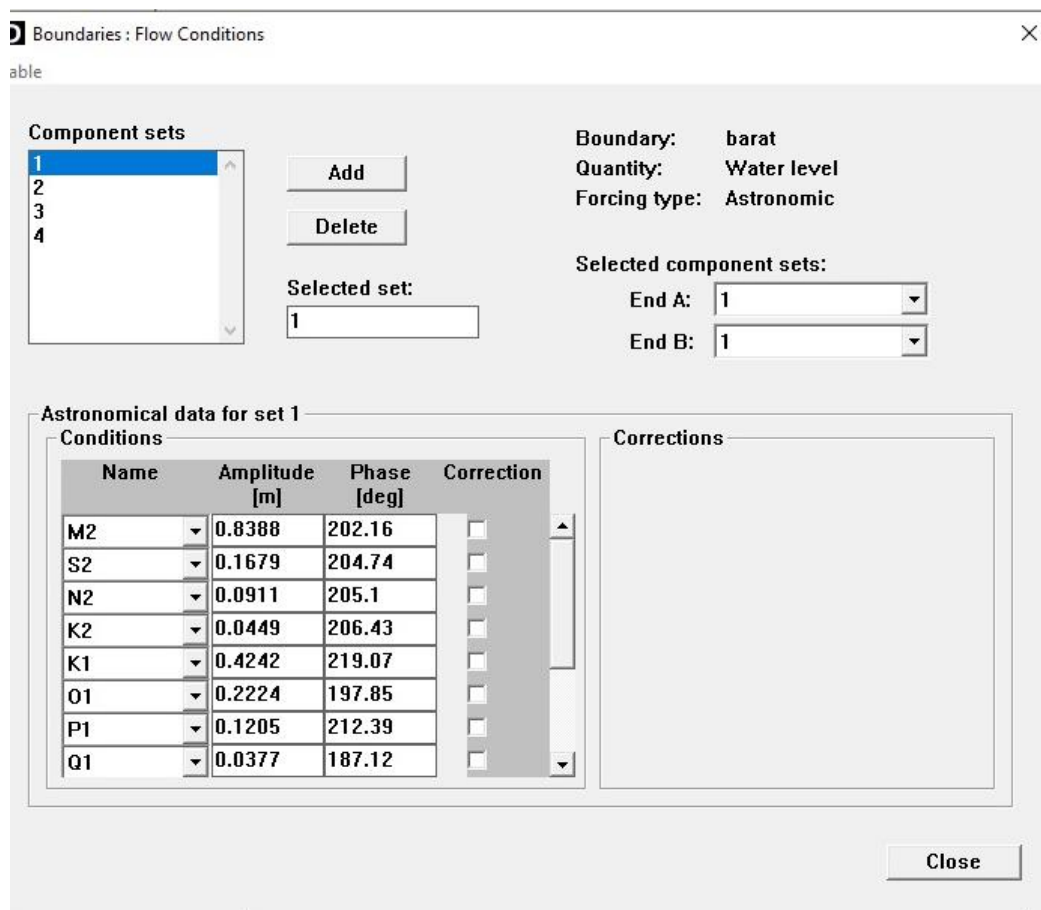 Boundaries : Flow Conditions
able
Component sets
1
2
3
4
Add
Delete
Selected set:
1
Boundary: barat
Quantity: Water level
Forcing type: Astronomic
Selected component sets:
End A: 1
End B: 1
Astronomical data for set 1
Conditions
Name Amplitude Phase Correction
[m] [deg]
M2 0.8388 202.16
S2 0.1679 204.74
N2 0.0911 205.1
K2 0.0449 206.43
K1 0.4242 219.07
O1 0.2224 197.85
P1 0.1205 212.39
Q1 0.0377 187.12
Corrections
Close